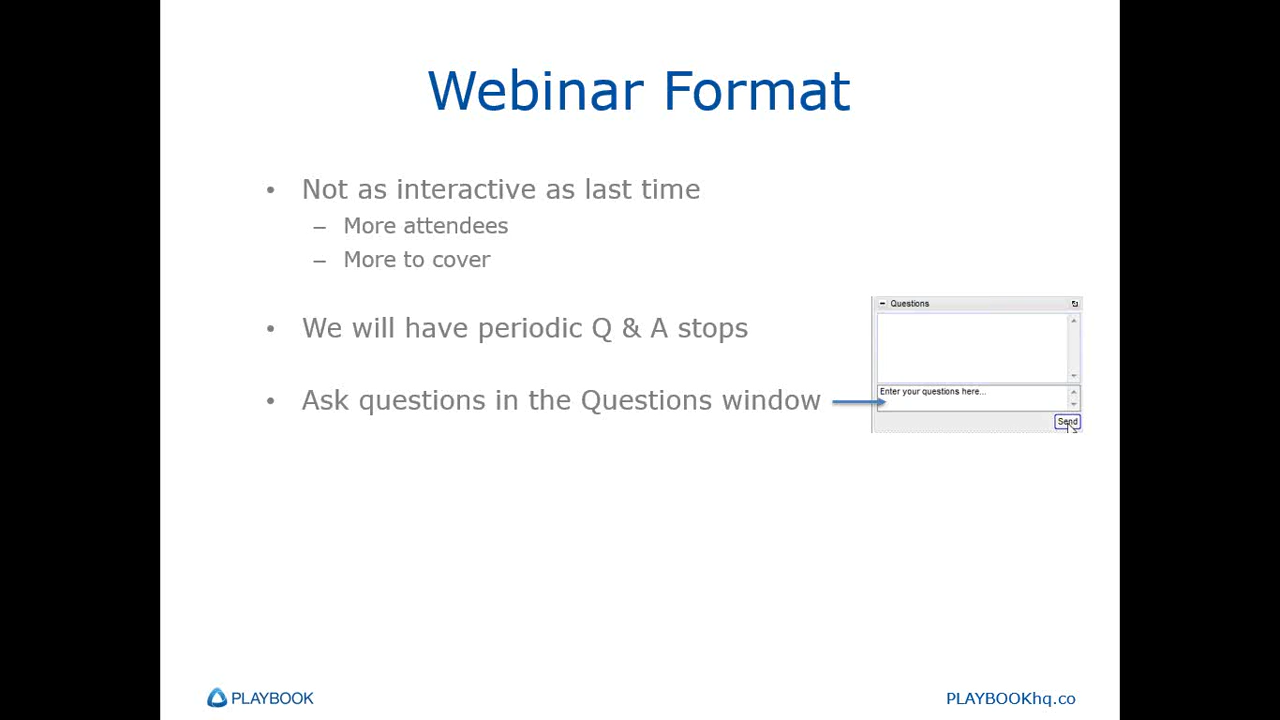 Webinar Format
• Not as interactive as last time
– More attendees
– More to cover
• We will have periodic Q & A stops
• Ask questions in the Questions window
Questions
Enter your questions here...
Send
PLAYBOOK
PLAYBOOKhq.co